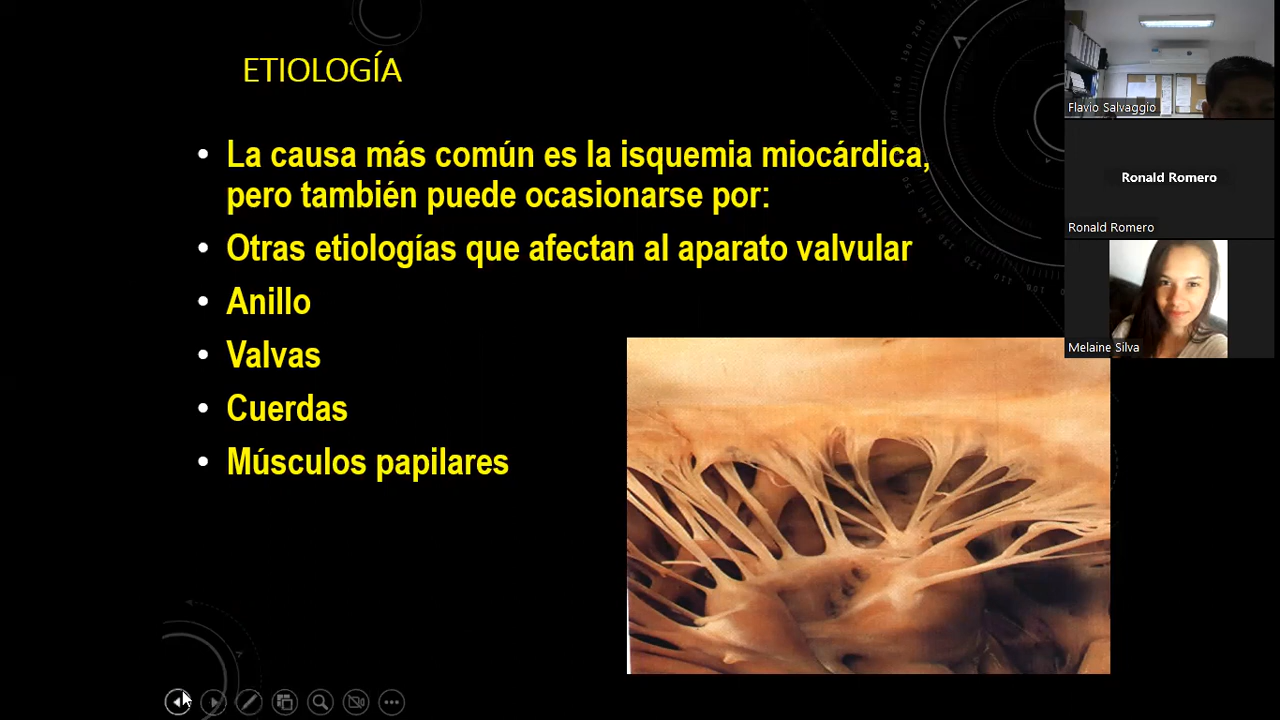 ETIOLOGÍA
• La causa más común es la isquemia miocárdica,
pero también puede ocasionarse por:
• Otras etiologías que afectan al aparato valvular
• Anillo
• Valvas
• Cuerdas
• Músculos papilares
Flavio Salvaggio
Ronald Romero
Ronald Romero
Melaine Silva